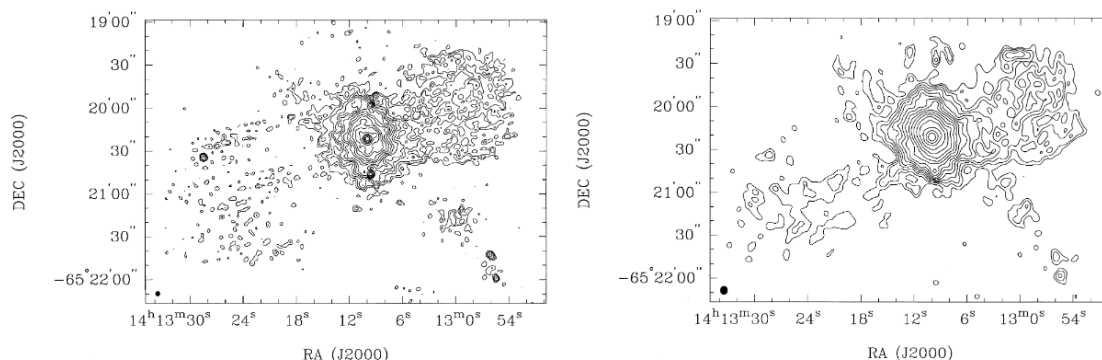 19'00"
30"
20'00"
30"
21'00"
30"
−65°22'00"
DEC (J2000)
14ʰ13ᵐ30ˢ 24ˢ 18ˢ 12ˢ 6ˢ 13ᵐ0ˢ 54ˢ
RA (J2000)
19'00"
30"
20'00"
30"
21'00"
30"
−65°22'00"
DEC (J2000)
14ʰ13ᵐ30ˢ 24ˢ 18ˢ 12ˢ 6ˢ 13ᵐ0ˢ 54ˢ
RA (J2000)